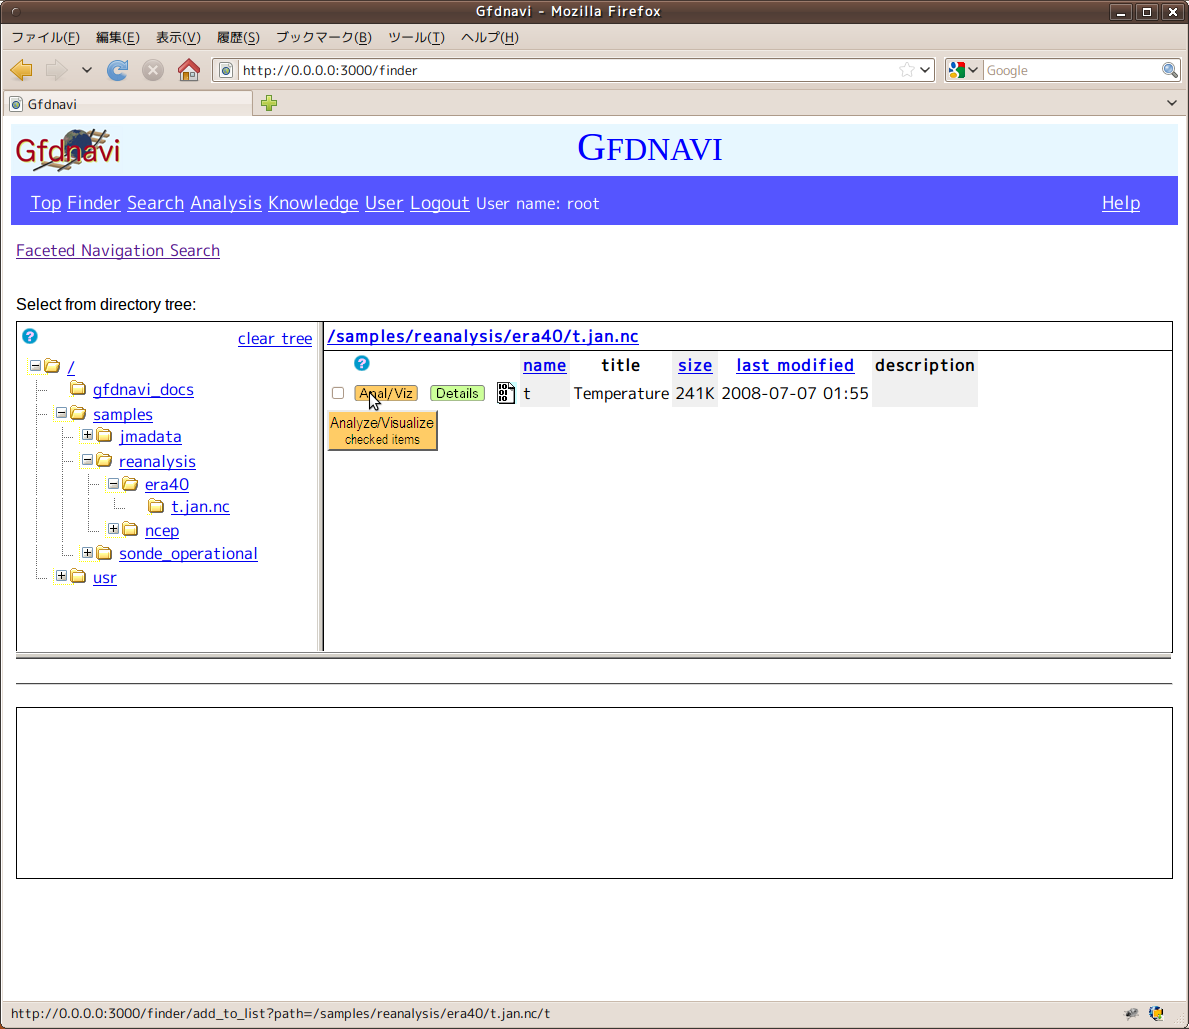 Gfdnavi - Mozilla Firefox
ファイル(F) 編集(E) 表示(V) 履歴(S) ブックマーク(B) ツール(T) ヘルプ(H)
http://0.0.0.0:3000/finder Google
Gfdnavi
Gfdnavi GFDNAVI
Top Finder Search Analysis Knowledge User Logout User name: root Help
Faceted Navigation Search
Select from directory tree:
clear tree
/
gfdnavi_docs
samples
jmadata
reanalysis
era40
t.jan.nc
ncep
sonde_operational
usr
/samples/reanalysis/era40/t.jan.nc
name title size last modified description
Anal/Viz Details t Temperature 241K 2008-07-07 01:55
Analyze/Visualize
checked items
http://0.0.0.0:3000/finder/add_to_list?path=/samples/reanalysis/era40/t.jan.nc/t